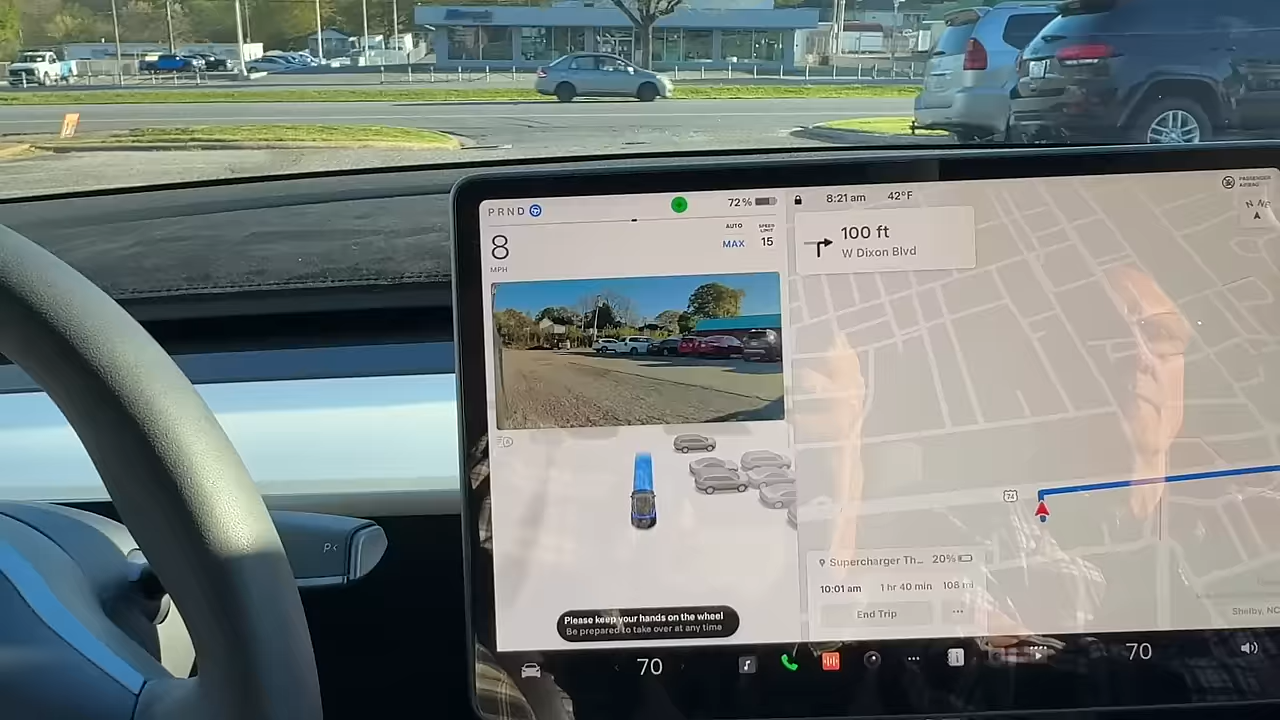 PRND
72%
AUTO
MAX
SPEED
LIMIT
15
8
MPH
8:21 am
42°F
PASSENGER
AIRBAG
100 ft
W Dixon Blvd
74
Supercharger Th... 20%
10:01 am 1 hr 40 min 108 mi
End Trip
Shelby, NC
Please keep your hands on the wheel
Be prepared to take over at any time
P<
70
70